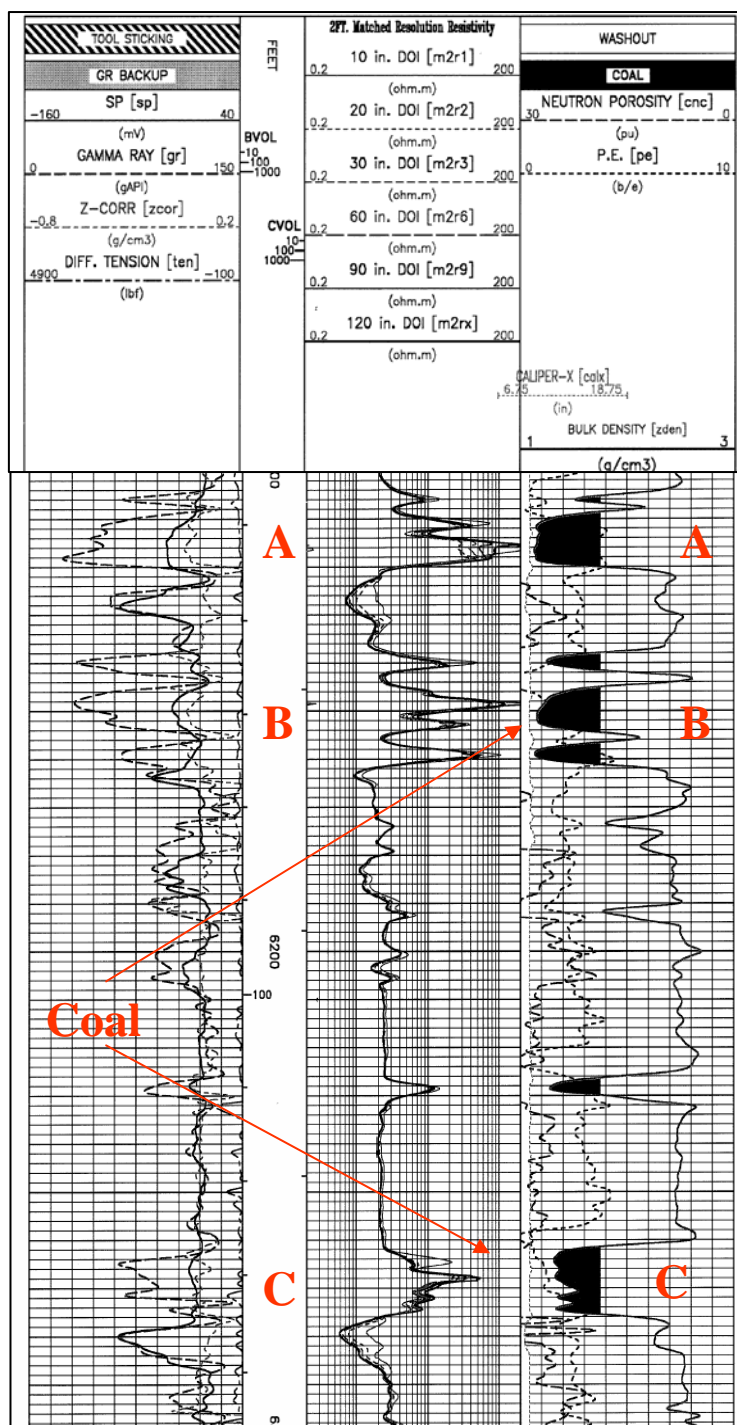 TOOL STICKING
GR BACKUP
SP [sp]
-160 40
(mV)
GAMMA RAY [gr]
0 150
(gAPI)
Z-CORR [zcor]
-0.8 0.2
(g/cm3)
DIFF. TENSION [ten]
4900 -100
(lbf)
FEET
BVOL
10
100
1000
CVOL
10
100
1000
2FT. Matched Resolution Resistivity
10 in. DOI [m2r1]
0.2 200
(ohm.m)
20 in. DOI [m2r2]
0.2 200
(ohm.m)
30 in. DOI [m2r3]
0.2 200
(ohm.m)
60 in. DOI [m2r6]
0.2 200
(ohm.m)
90 in. DOI [m2r9]
0.2 200
(ohm.m)
120 in. DOI [m2rx]
0.2 200
(ohm.m)
WASHOUT
COAL
NEUTRON POROSITY [cnc]
30 0
(pu)
P.E. [pe]
0 10
(b/e)
CALIPER-X [calx]
6.75 18.75
(in)
BULK DENSITY [zden]
1 3
(g/cm3)
00
A A
B B
6200
100
Coal
C C
6